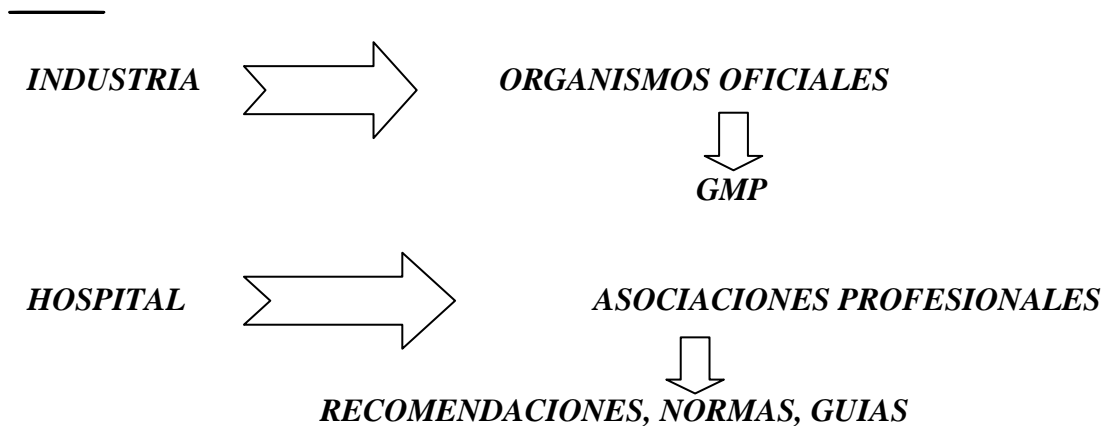 INDUSTRIA ORGANISMOS OFICIALES
GMP
HOSPITAL ASOCIACIONES PROFESIONALES
RECOMENDACIONES, NORMAS, GUIAS